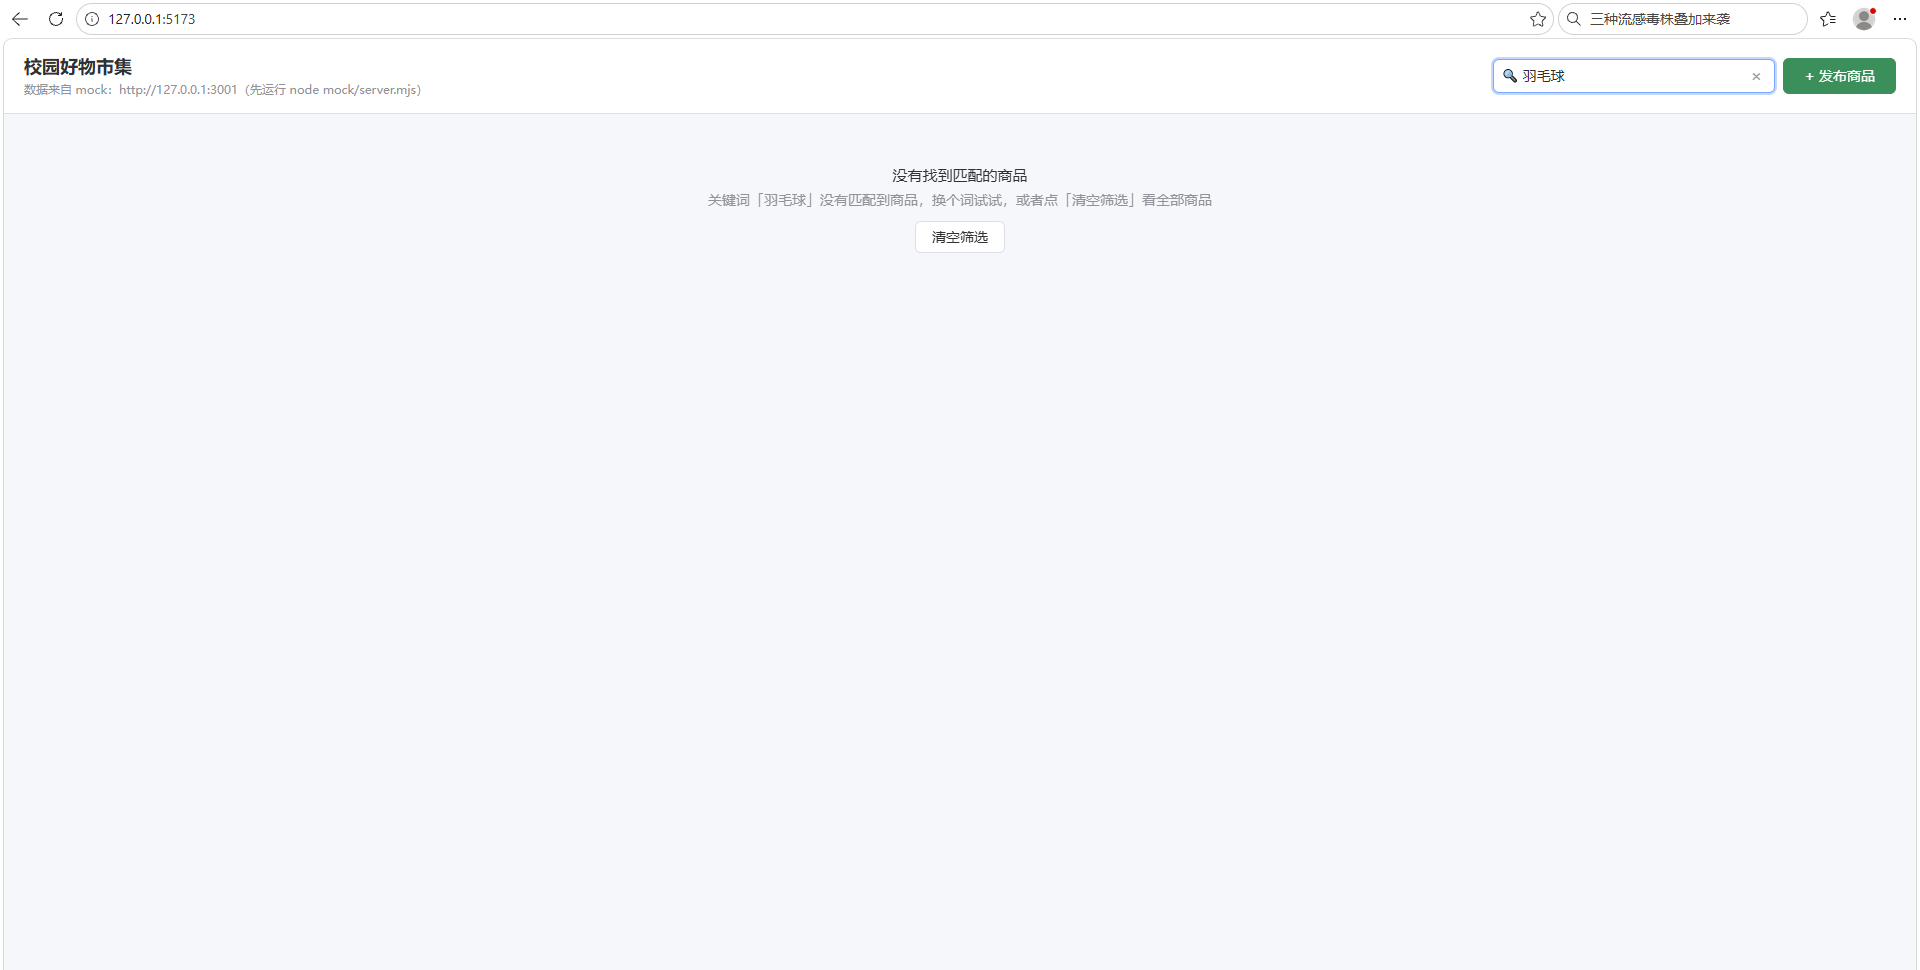 127.0.0.1:5173
三种流感毒株叠加来袭
校园好物市集
数据来自 mock：http://127.0.0.1:3001（先运行 node mock/server.mjs）
羽毛球
+ 发布商品
没有找到匹配的商品
关键词「羽毛球」没有匹配到商品，换个词试试，或者点「清空筛选」看全部商品
清空筛选